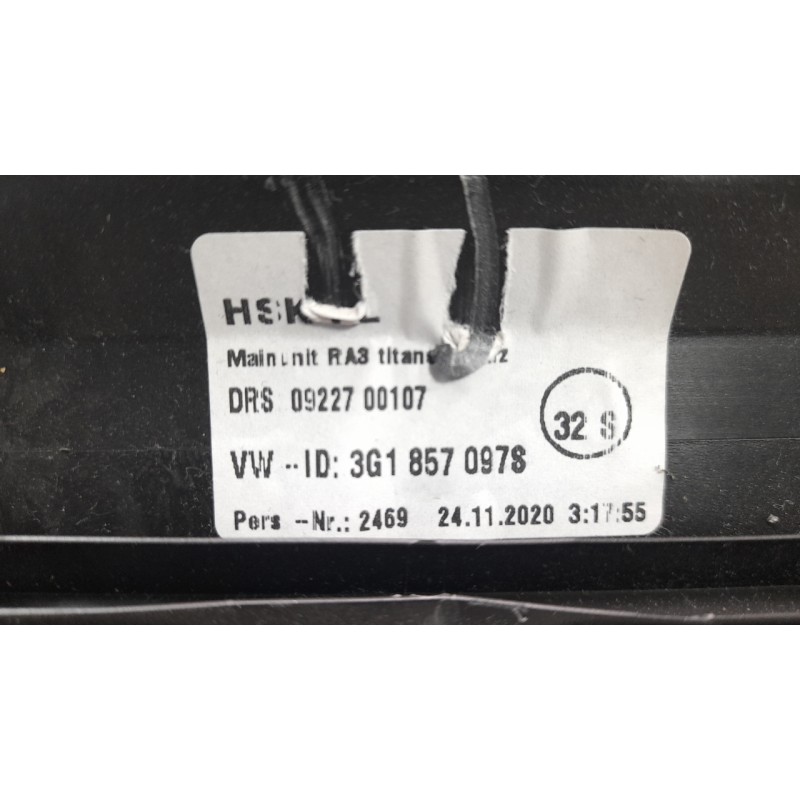 Mainunit RA3
DRS 09227 00107
32 S
VW --ID: 3G1 857 097S
Pers --Nr.: 2469 24.11.2020 3:17:55